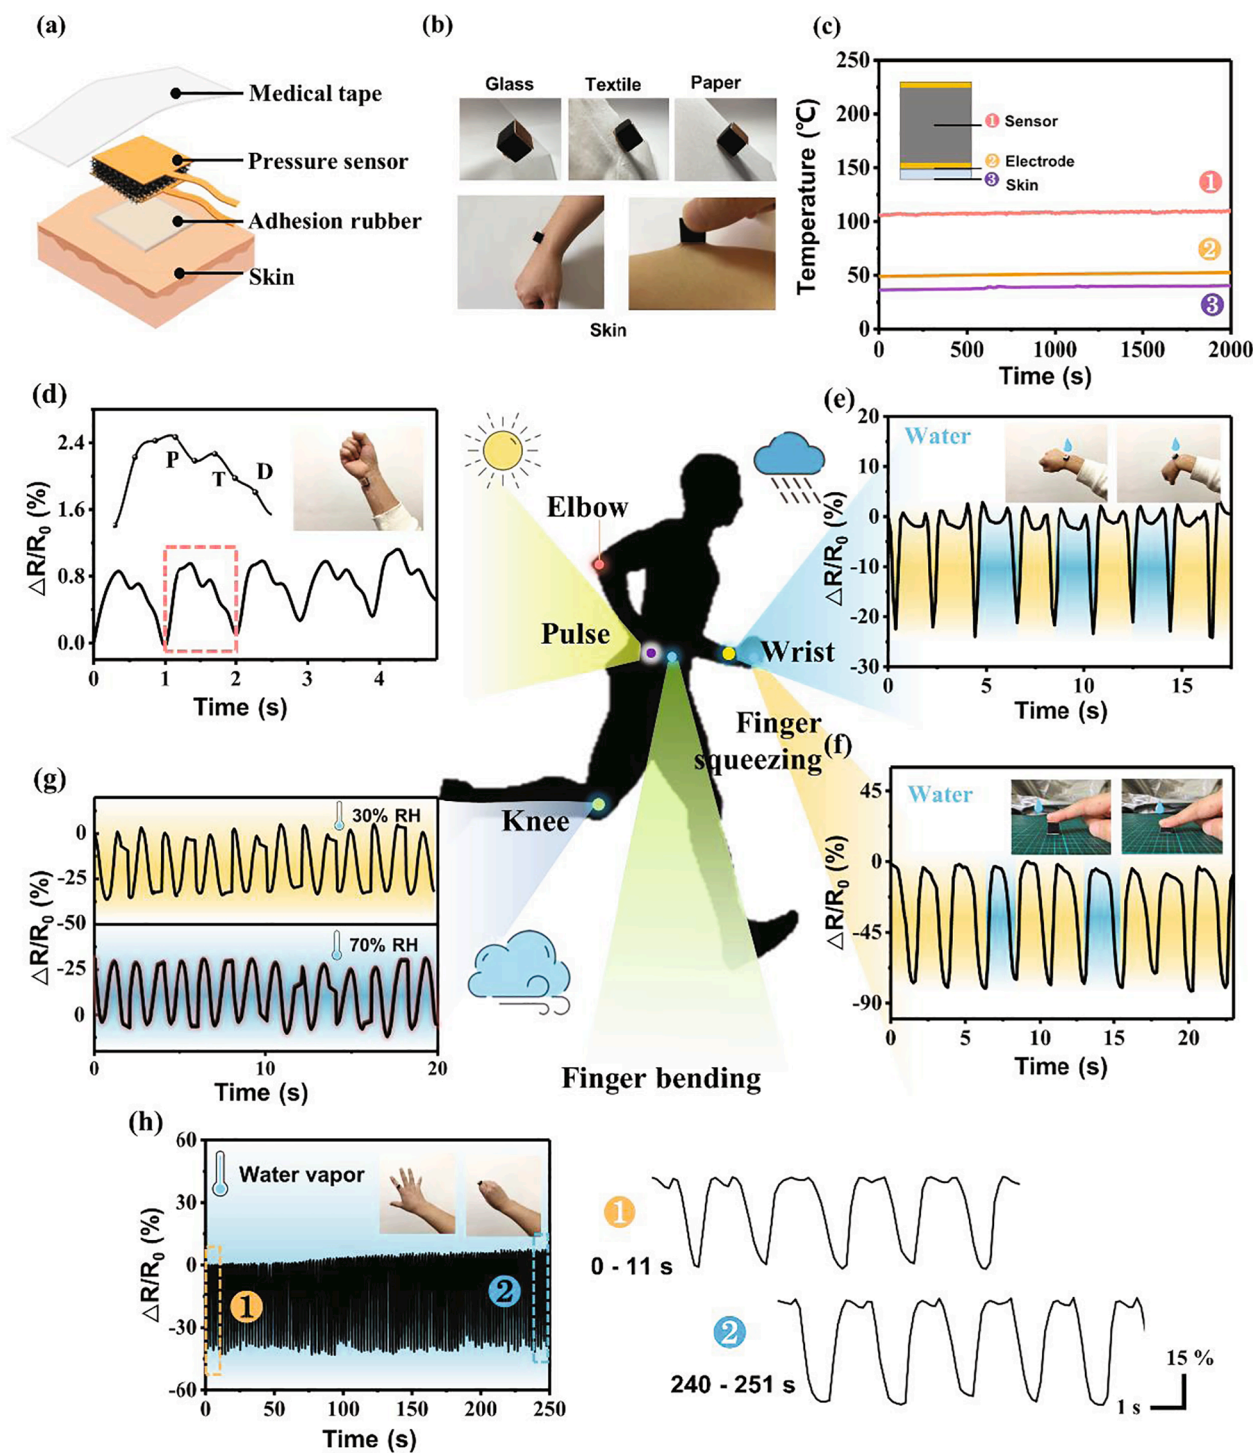 (a)
Medical tape
Pressure sensor
Adhesion rubber
Skin
(b)
Glass Textile Paper
Skin
(c)
250
200
150
100
50
0
Temperature (℃)
1 Sensor
2 Electrode
3 Skin
1
2
3
0 500 1000 1500 2000
Time (s)
(d)
2.4
1.6
0.8
0.0
△R/R0 (%)
P T D
0 1 2 3 4
Time (s)
Elbow
Pulse
Wrist
Finger
squeezing
Knee
Finger bending
(e)
20
10
0
-10
-20
-30
△R/R0 (%)
Water
0 5 10 15
Time (s)
(f)
45
0
-45
-90
△R/R0 (%)
Water
0 5 10 15 20
Time (s)
(g)
0
-25
-50
△R/R0 (%)
30% RH
-25
0
△R/R0 (%)
70% RH
0 10 20
Time (s)
(h)
60
30
0
-30
-60
△R/R0 (%)
Water vapor
1
2
0 50 100 150 200 250
Time (s)
1
0 - 11 s
2
240 - 251 s
15 %
1 s